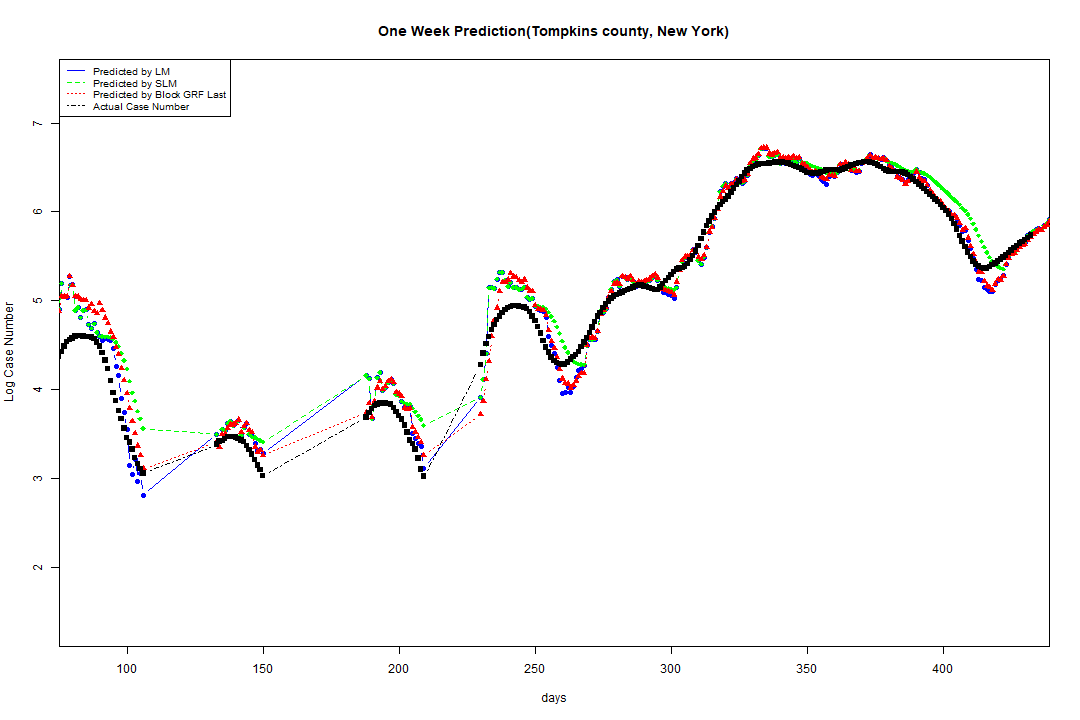 One Week Prediction(Tompkins county, New York)
Predicted by LM
Predicted by SLM
Predicted by Block GRF Last
Actual Case Number
7
6
5
4
3
2
Log Case Number
100 150 200 250 300 350 400
days